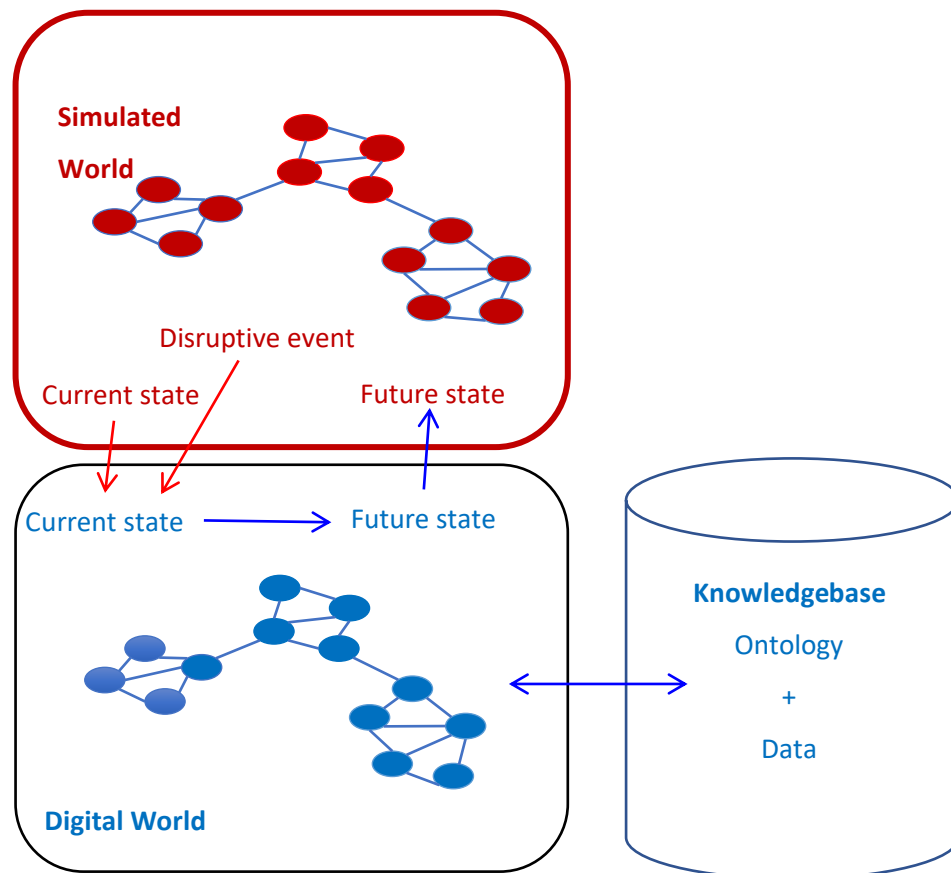 Simulated
World
Disruptive event
Current state
Future state
Current state
Future state
Knowledgebase
Ontology
+
Data
Digital World